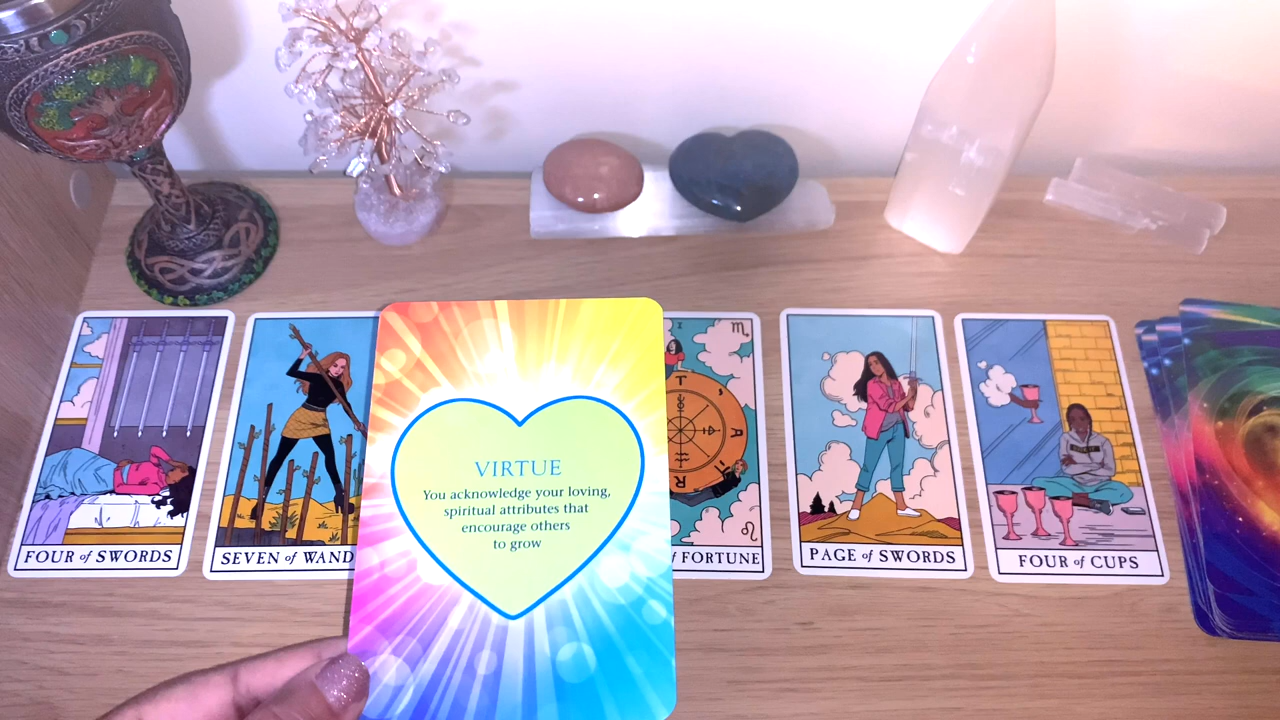 FOUR of SWORDS
SEVEN of WAND
VIRTUE
You acknowledge your loving,
spiritual attributes that
encourage others
to grow
T
A
R
f FORTUNE
PAGE of SWORDS
FOUR of CUPS